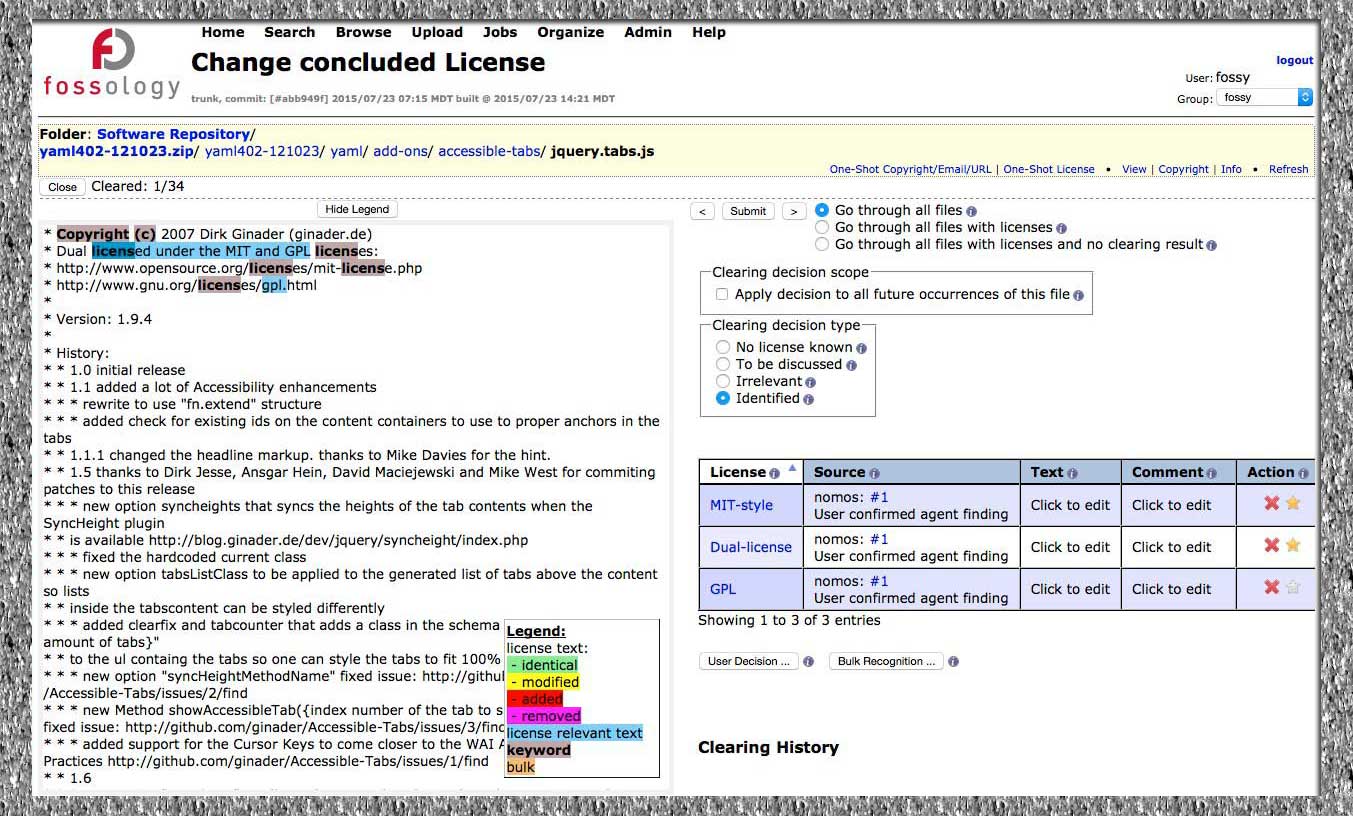 Home Search Browse Upload Jobs Organize Admin Help
fossology
Change concluded License
trunk, commit: [#abb949f] 2015/07/23 07:15 MDT built @ 2015/07/23 14:21 MDT
logout
User: fossy
Group: fossy
Folder: Software Repository/
yaml402-121023.zip/ yaml402-121023/ yaml/ add-ons/ accessible-tabs/ jquery.tabs.js
One-Shot Copyright/Email/URL | One-Shot License • View | Copyright | Info • Refresh
Close Cleared: 1/34
Hide Legend
* Copyright (c) 2007 Dirk Ginader (ginader.de)
* Dual licensed under the MIT and GPL licenses:
* http://www.opensource.org/licenses/mit-license.php
* http://www.gnu.org/licenses/gpl.html
*
* Version: 1.9.4
*
* History:
* * 1.0 initial release
* * 1.1 added a lot of Accessibility enhancements
* * * rewrite to use "fn.extend" structure
* * * added check for existing ids on the content containers to use to proper anchors in the
tabs
* * 1.1.1 changed the headline markup. thanks to Mike Davies for the hint.
* * 1.5 thanks to Dirk Jesse, Ansgar Hein, David Maciejewski and Mike West for commiting
patches to this release
* * * new option syncheights that syncs the heights of the tab contents when the
SyncHeight plugin
* * is available http://blog.ginader.de/dev/jquery/syncheight/index.php
* * * fixed the hardcoded current class
* * * new option tabsListClass to be applied to the generated list of tabs above the content
so lists
* * inside the tabscontent can be styled differently
* * * added clearfix and tabcounter that adds a class in the schema
amount of tabs}"
* * to the ul containg the tabs so one can style the tabs to fit 100%
* * * new option "syncHeightMethodName" fixed issue: http://githu
/Accessible-Tabs/issues/2/find
* * * new Method showAccessibleTab({index number of the tab to s
fixed issue: http://github.com/ginader/Accessible-Tabs/issues/3/find
* * * added support for the Cursor Keys to come closer to the WAI A
Practices http://github.com/ginader/Accessible-Tabs/issues/1/find
* * 1.6
Legend:
license text:
- identical
- modified
- added
- removed
license relevant text
keyword
bulk
< Submit >
Go through all files
Go through all files with licenses
Go through all files with licenses and no clearing result
Clearing decision scope
Apply decision to all future occurrences of this file
Clearing decision type
No license known
To be discussed
Irrelevant
Identified
License Source Text Comment Action
MIT-style nomos: #1 User confirmed agent finding Click to edit Click to edit
Dual-license nomos: #1 User confirmed agent finding Click to edit Click to edit
GPL nomos: #1 User confirmed agent finding Click to edit Click to edit
Showing 1 to 3 of 3 entries
User Decision ... Bulk Recognition ...
Clearing History